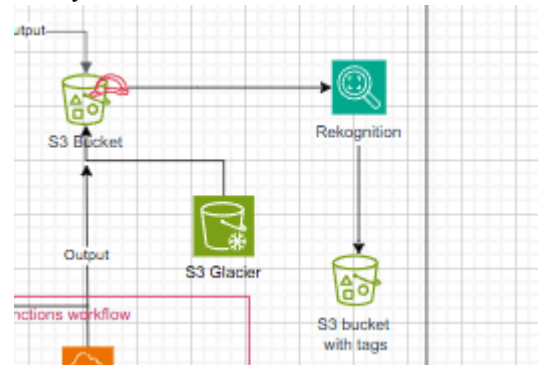 utput
S3 Bucket
Rekognition
Output
S3 Glacier
nctions workflow
S3 bucket
with tags